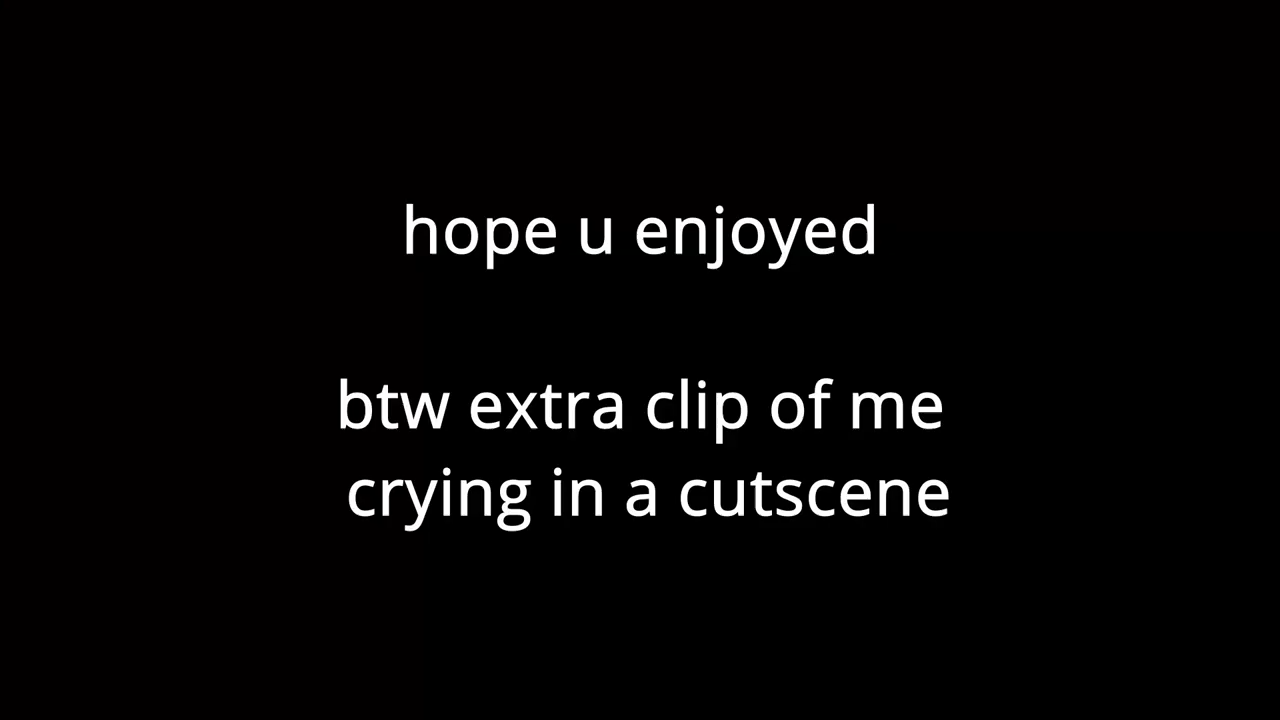 hope u enjoyed
btw extra clip of me
crying in a cutscene